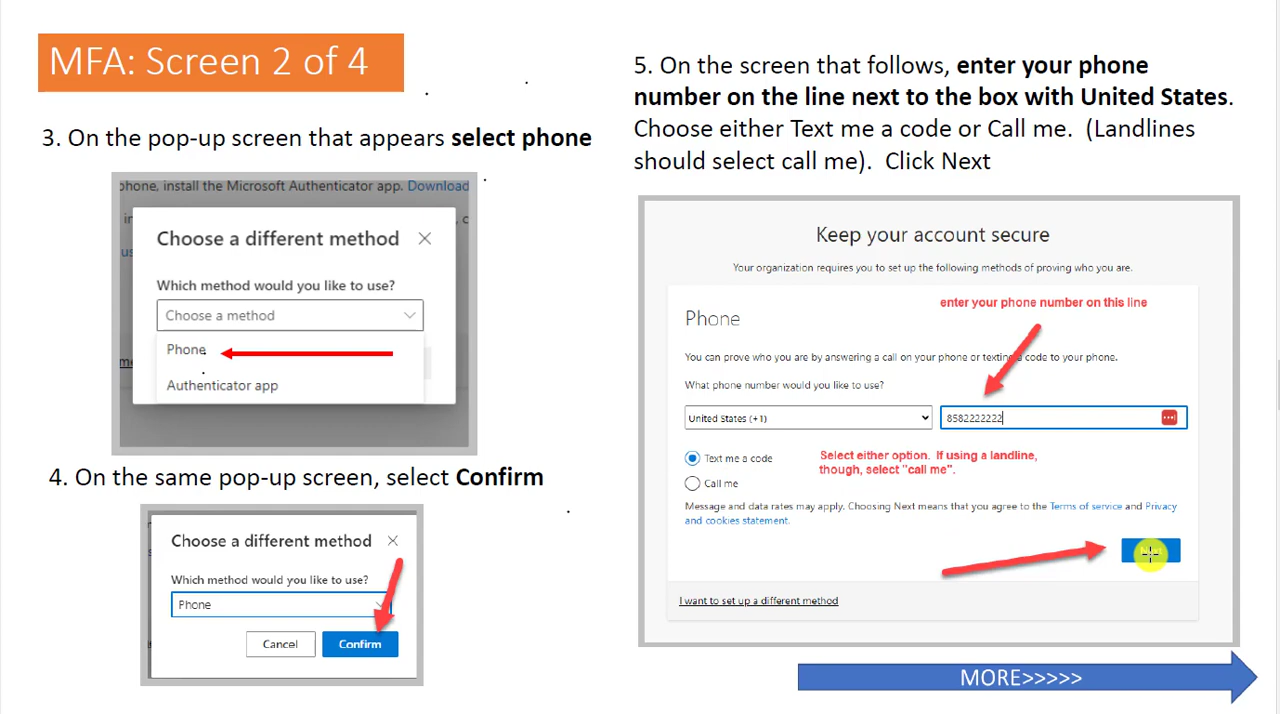 MFA: Screen 2 of 4
3. On the pop-up screen that appears select phone
phone, install the Microsoft Authenticator app. Download
Choose a different method
Which method would you like to use?
Choose a method
Phone
Authenticator app
4. On the same pop-up screen, select Confirm
Choose a different method
Which method would you like to use?
Phone
Cancel
Confirm
5. On the screen that follows, enter your phone
number on the line next to the box with United States.
Choose either Text me a code or Call me. (Landlines
should select call me). Click Next
Keep your account secure
Your organization requires you to set up the following methods of proving who you are.
enter your phone number on this line
Phone
You can prove who you are by answering a call on your phone or texting a code to your phone.
What phone number would you like to use?
United States (+1)
8582222222
Text me a code
Select either option. If using a landline,
though, select "call me".
Call me
Message and data rates may apply. Choosing Next means that you agree to the Terms of service and Privacy
and cookies statement.
I want to set up a different method
MORE>>>>>